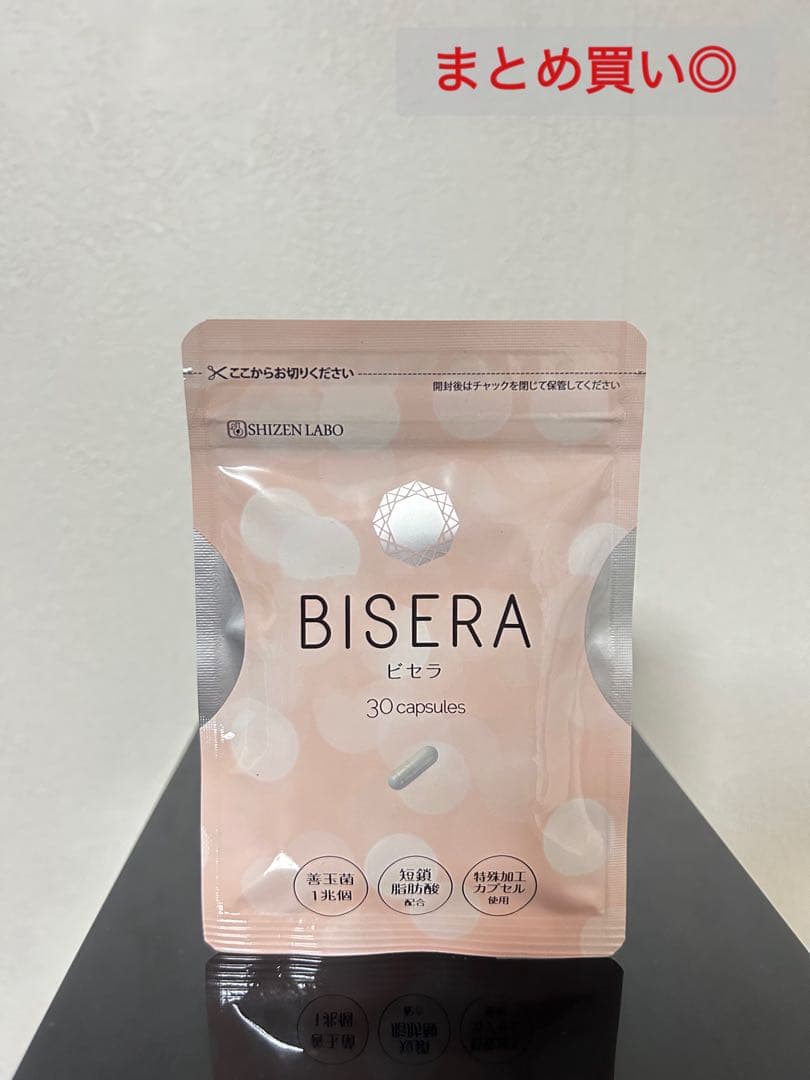 まとめ買い◎
ここからお切りください
開封後はチャックを閉じて保管してください
SHIZEN LABO
BISERA
ビセラ
30 capsules
善玉菌
1兆個
短鎖
脂肪酸
配合
特殊加工
カプセル
使用